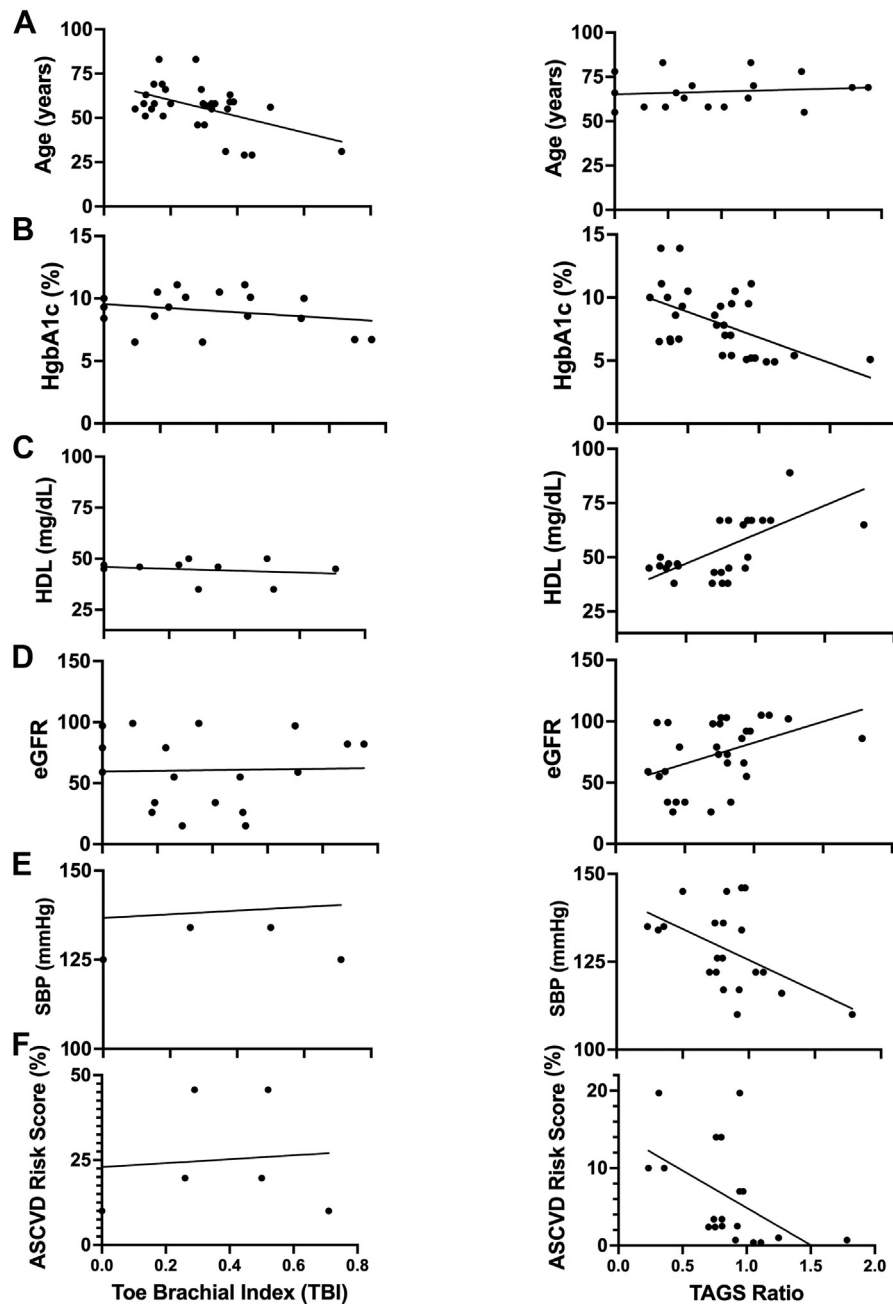 A
Age (years)
100
75
50
25
0
Age (years)
100
75
50
25
0
B
HgbA1c (%)
15
10
5
0
HgbA1c (%)
15
10
5
0
C
HDL (mg/dL)
100
75
50
25
HDL (mg/dL)
100
75
50
25
D
eGFR
150
100
50
0
eGFR
150
100
50
0
E
SBP (mmHg)
150
125
100
SBP (mmHg)
150
125
100
F
ASCVD Risk Score (%)
50
25
0
0.0 0.2 0.4 0.6 0.8
Toe Brachial Index (TBI)
ASCVD Risk Score (%)
20
10
0
0.0 0.5 1.0 1.5 2.0
TAGS Ratio